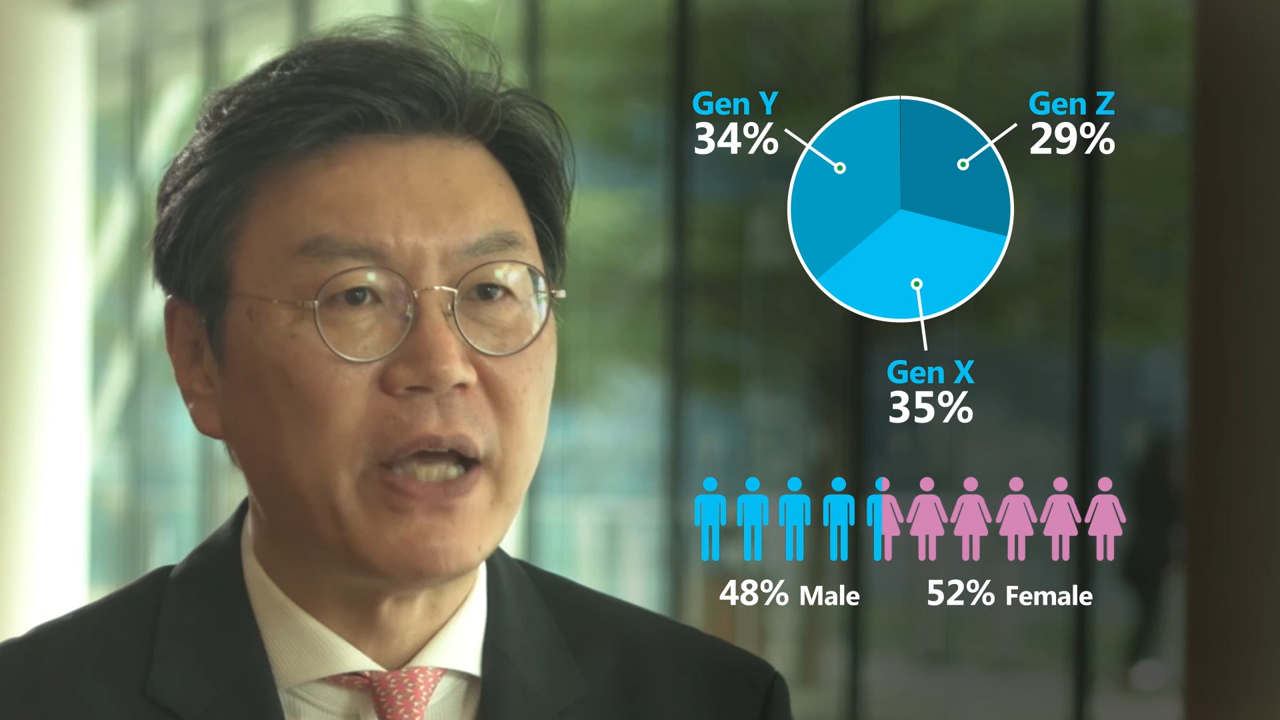 Gen Y
34%
Gen Z
29%
Gen X
35%
48% Male
52% Female